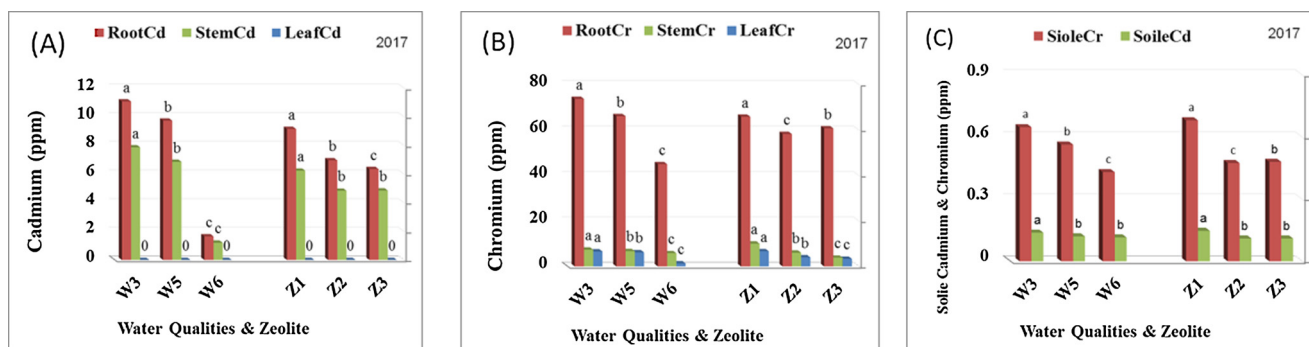 (A)
RootCd StemCd LeafCd
2017
Cadmium (ppm)
12
10
8
6
4
2
0
a
a
0
b
b
0
c
c
0
a
a
0
b
b
0
c
b
0
W3 W5 W6 Z1 Z2 Z3
Water Qualities & Zeolite
(B)
RootCr StemCr LeafCr
2017
Chromium (ppm)
80
60
40
20
0
a
a a
b
b b
c
c
c
a
a
a
c
b b
b
c c
W3 W5 W6 Z1 Z2 Z3
Water Qualities & Zeolite
(C)
SioleCr SoileCd
2017
Solic Cadmium & Chromium (ppm)
0.9
0.6
0.3
0
a
a
b
b
c
b
a
a
c
b
b
b
W3 W5 W6 Z1 Z2 Z3
Water Qualities & Zeolite